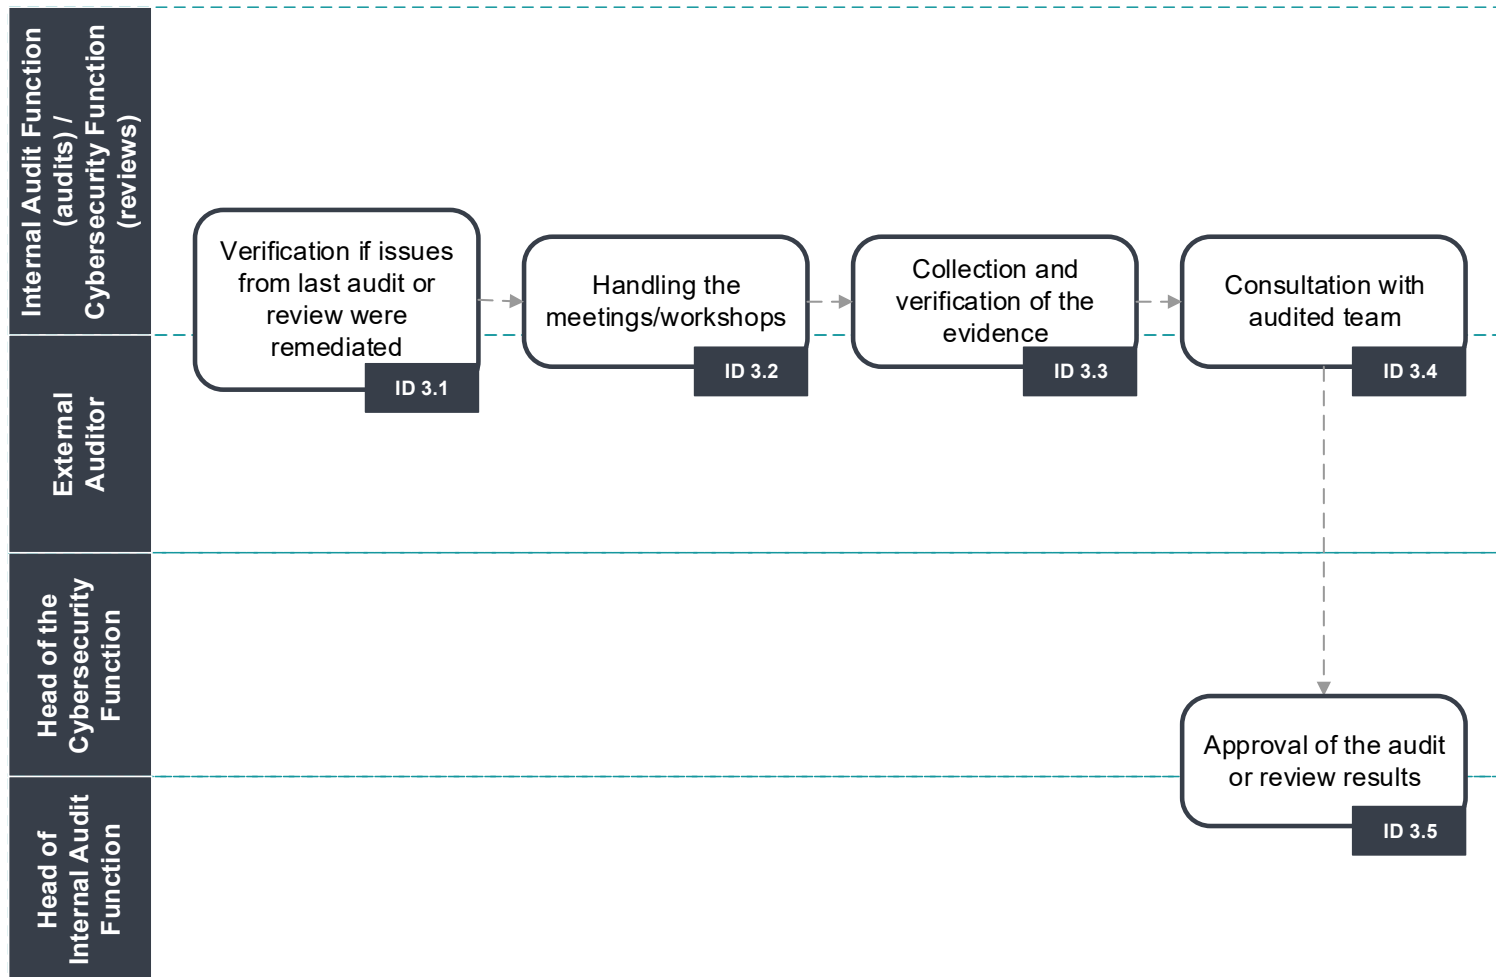 Internal Audit Function
(audits) /
Cybersecurity Function
(reviews)
Verification if issues
from last audit or
review were
remediated
ID 3.1
Handling the
meetings/workshops
ID 3.2
Collection and
verification of the
evidence
ID 3.3
Consultation with
audited team
ID 3.4
External
Auditor
Head of the
Cybersecurity
Function
Approval of the audit
or review results
ID 3.5
Head of
Internal Audit
Function